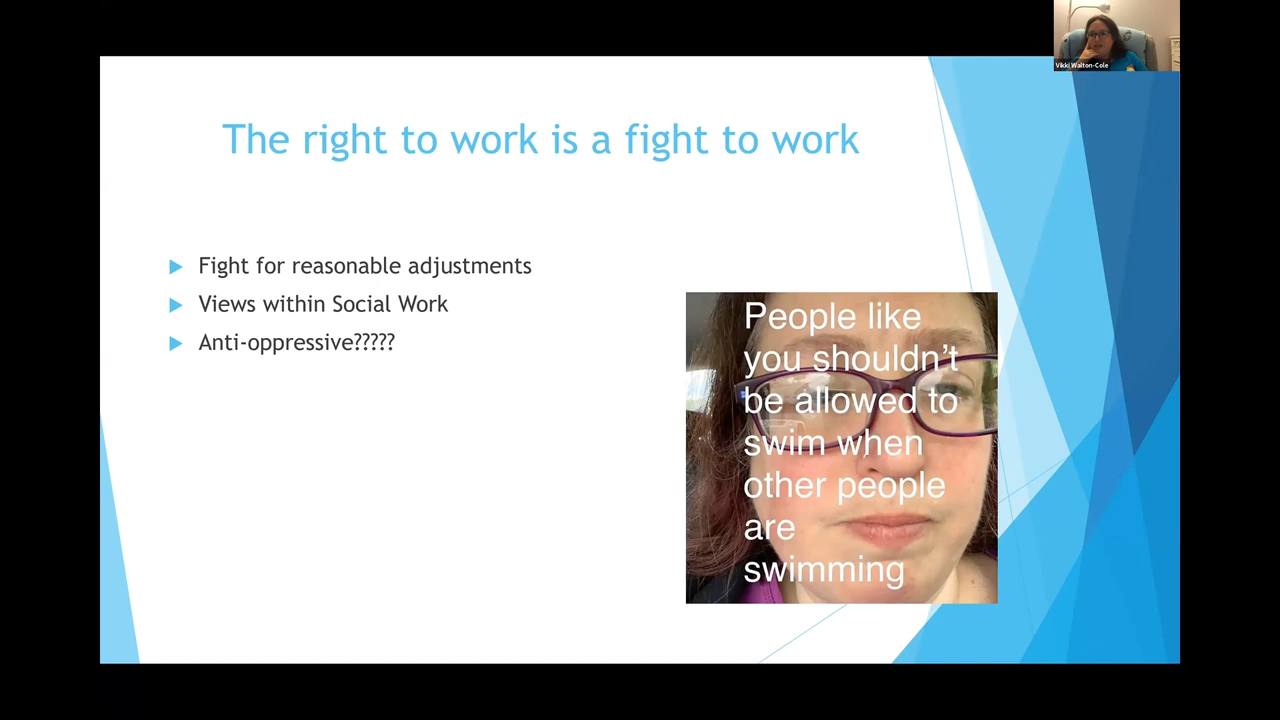 Vikki Walton-Cole
The right to work is a fight to work
Fight for reasonable adjustments
Views within Social Work
Anti-oppressive?????
People like
you shouldn’t
be allowed to
swim when
other people
are
swimming